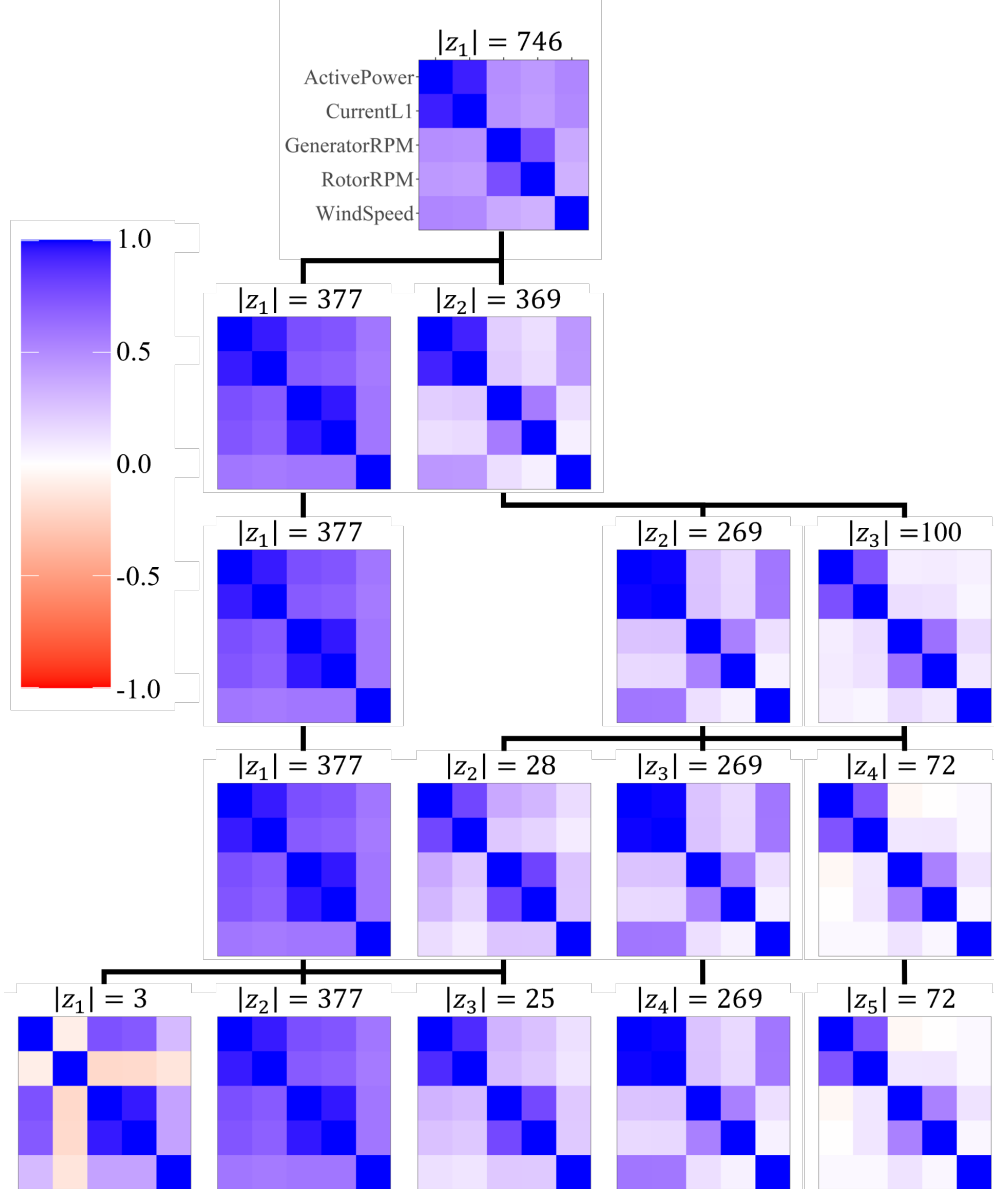 |z₁| = 746
ActivePower
CurrentL1
GeneratorRPM
RotorRPM
WindSpeed
1.0
0.5
0.0
-0.5
-1.0
|z₁| = 377
|z₂| = 369
|z₁| = 377
|z₂| = 269
|z₃| =100
|z₁| = 377
|z₂| = 28
|z₃| = 269
|z₄| = 72
|z₁| = 3
|z₂| = 377
|z₃| = 25
|z₄| = 269
|z₅| = 72